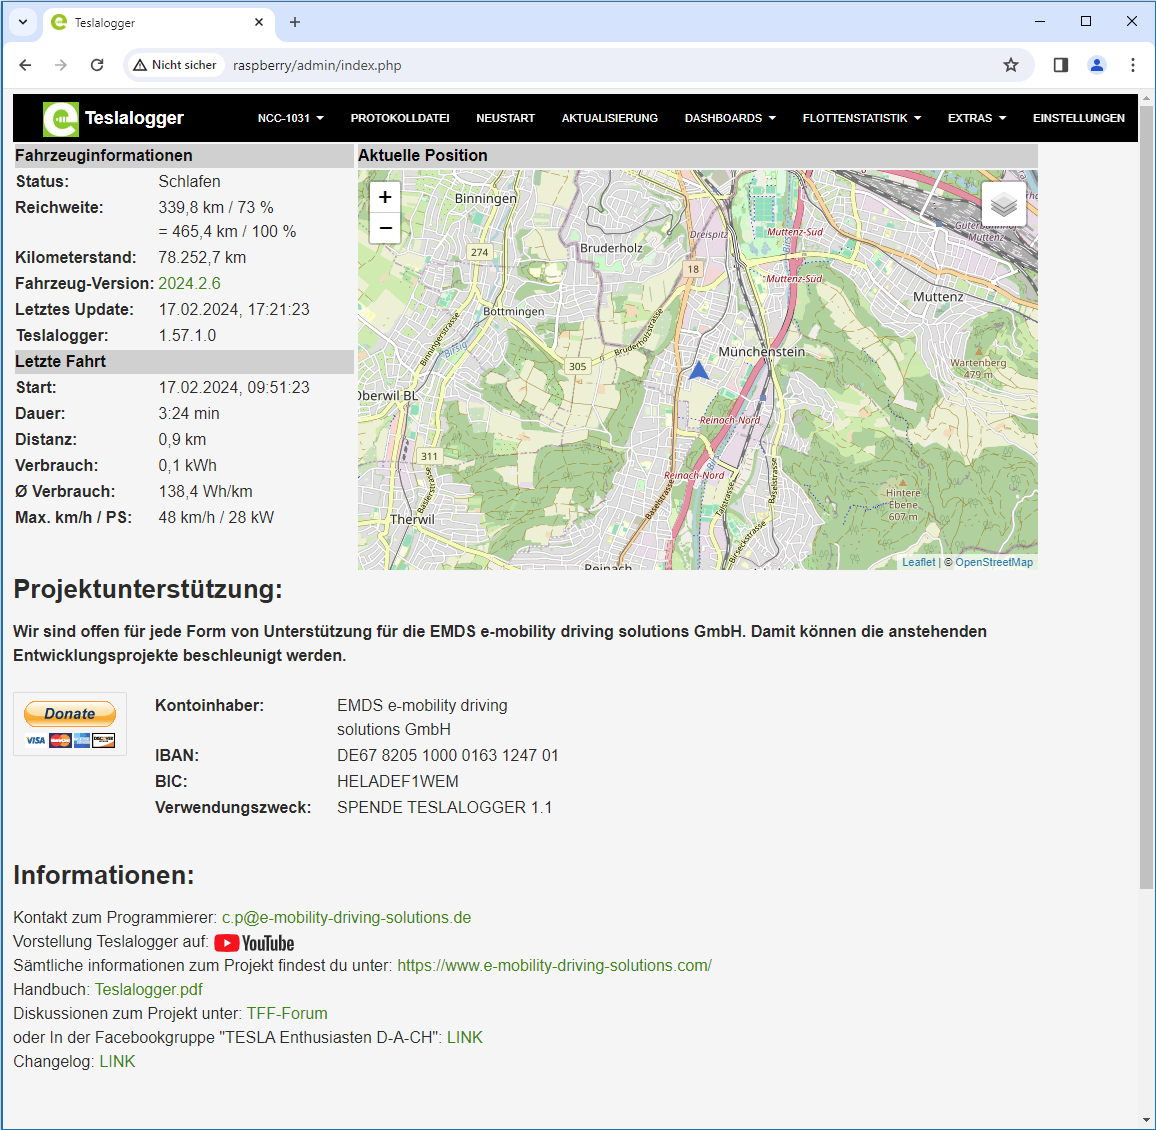 Teslalogger
Nicht sicher
raspberry/admin/index.php
Teslalogger
NCC-1031
PROTOKOLLDATEI
NEUSTART
AKTUALISIERUNG
DASHBOARDS
FLOTTENSTATISTIK
EXTRAS
EINSTELLUNGEN
Fahrzeuginformationen
Status: Schlafen
Reichweite: 339,8 km / 73 %
= 465,4 km / 100 %
Kilometerstand: 78.252,7 km
Fahrzeug-Version: 2024.2.6
Letztes Update: 17.02.2024, 17:21:23
Teslalogger: 1.57.1.0
Letzte Fahrt
Start: 17.02.2024, 09:51:23
Dauer: 3:24 min
Distanz: 0,9 km
Verbrauch: 0,1 kWh
Ø Verbrauch: 138,4 Wh/km
Max. km/h / PS: 48 km/h / 28 kW
Aktuelle Position
+
−
Binningen
Dreispitz
Muttenz-Süd
Güterbahnhof
Muttenz
274
Bruderholz
18
Muttenz-Süd
Muttenz
Bottmingen
Binningerstrasse
Birsig
Bruderholzstrasse
Münchenstein
Wartenberg
479 m
305
Oberwil BL
Reinach-Nord
311
Reinach-Nord
Baslerstrasse
Baselstrasse
Talstrasse
Baselstrasse
Birs
Hintere
Ebene
607 m
Therwil
Birseckstrasse
Reinach
Leaflet | © OpenStreetMap
Projektunterstützung:
Wir sind offen für jede Form von Unterstützung für die EMDS e-mobility driving solutions GmbH. Damit können die anstehenden
Entwicklungsprojekte beschleunigt werden.
Donate
VISA
MasterCard
DISCOVER
Kontoinhaber: EMDS e-mobility driving
solutions GmbH
IBAN: DE67 8205 1000 0163 1247 01
BIC: HELADEF1WEM
Verwendungszweck: SPENDE TESLALOGGER 1.1
Informationen:
Kontakt zum Programmierer: c.p@e-mobility-driving-solutions.de
Vorstellung Teslalogger auf: YouTube
Sämtliche informationen zum Projekt findest du unter: https://www.e-mobility-driving-solutions.com/
Handbuch: Teslalogger.pdf
Diskussionen zum Projekt unter: TFF-Forum
oder In der Facebookgruppe "TESLA Enthusiasten D-A-CH": LINK
Changelog: LINK